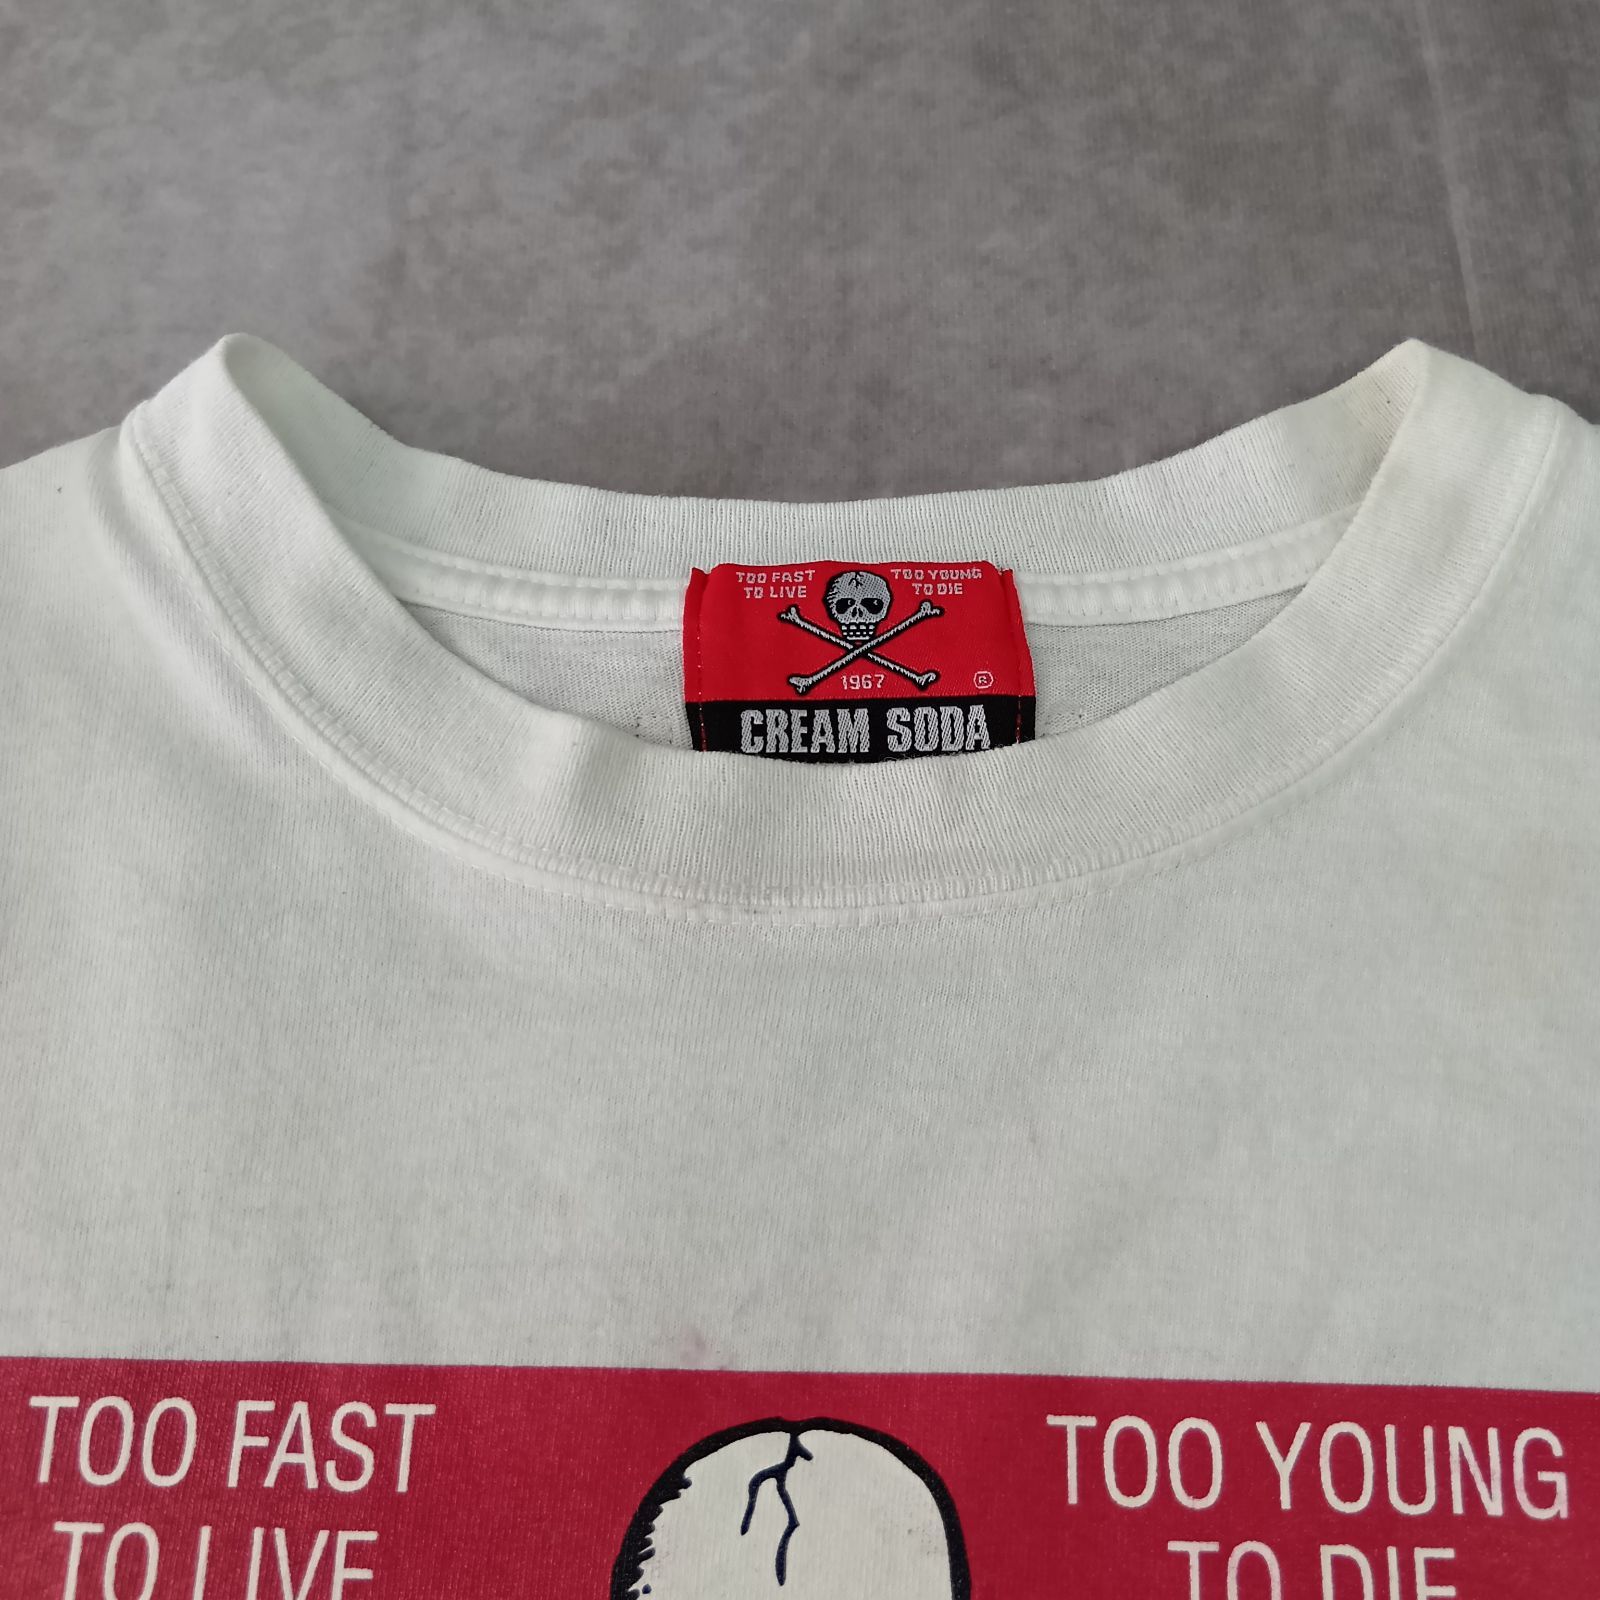 TOO FAST
TO LIVE
TOO YOUNG
TO DIE
1967
®
CREAM SODA
TOO FAST
TO LIVE
TOO YOUNG
TO DIE